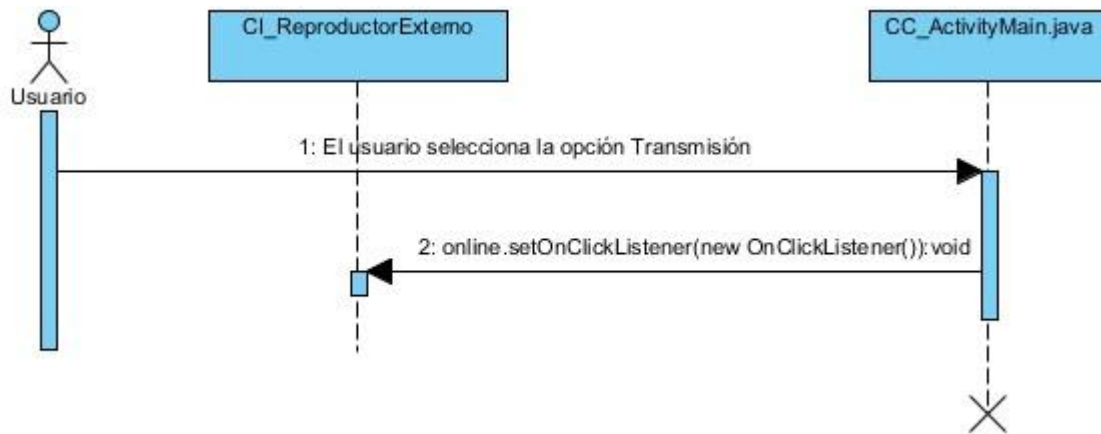 CI_ReproductorExterno
CC_ActivityMain.java
Usuario
1: El usuario selecciona la opción Transmisión
2: online.setOnClickListener(new OnClickListener()):void